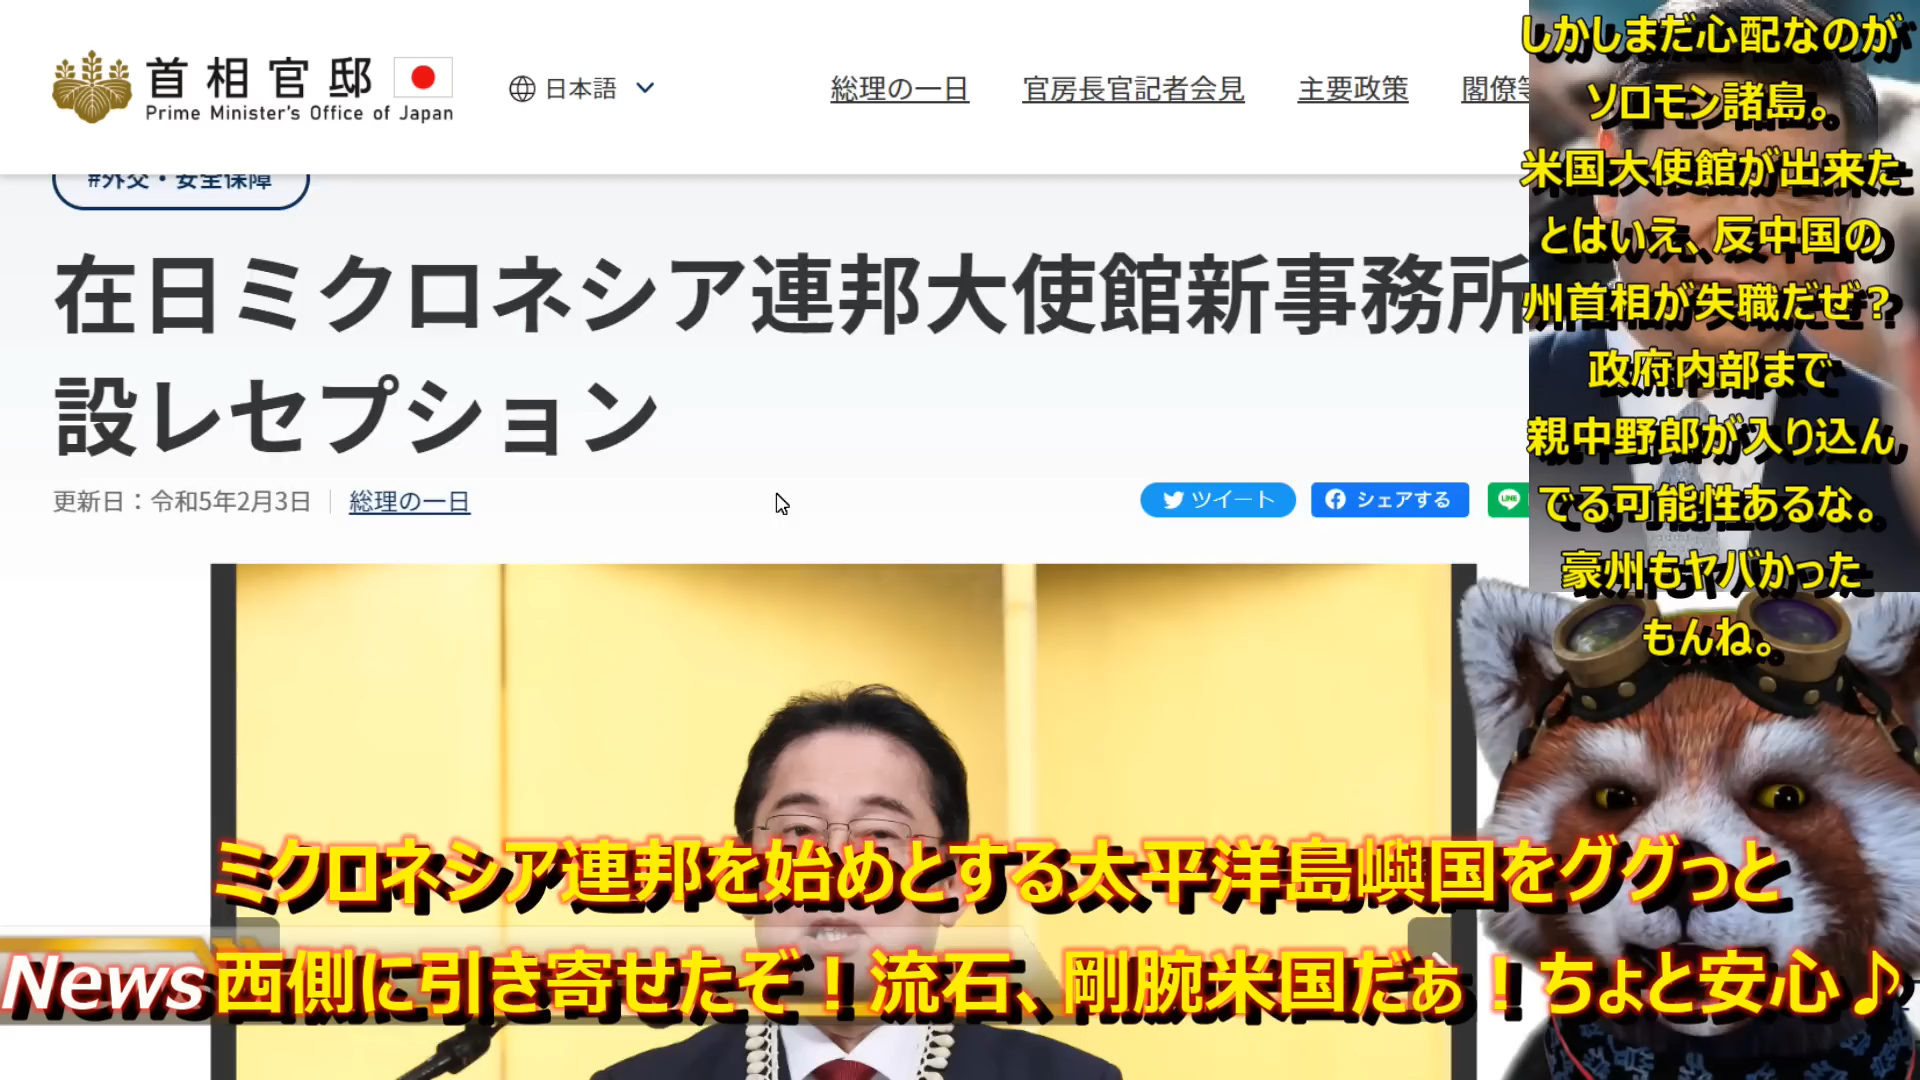 首相官邸
Prime Minister's Office of Japan
日本語
総理の一日
官房長官記者会見
主要政策
閣僚等
#外交・安全保障
在日ミクロネシア連邦大使館新事務所
設レセプション
更新日：令和5年2月3日
総理の一日
ツイート
シェアする
LINE
しかしまだ心配なのが
ソロモン諸島。
米国大使館が出来た
とはいえ、反中国の
州首相が失職だぜ？
政府内部まで
親中野郎が入り込ん
でる可能性あるな。
豪州もヤバかった
もんね。
ミクロネシア連邦を始めとする太平洋島嶼国をググっと
News
西側に引き寄せたぞ！流石、剛腕米国だぁ！ちょと安心♪